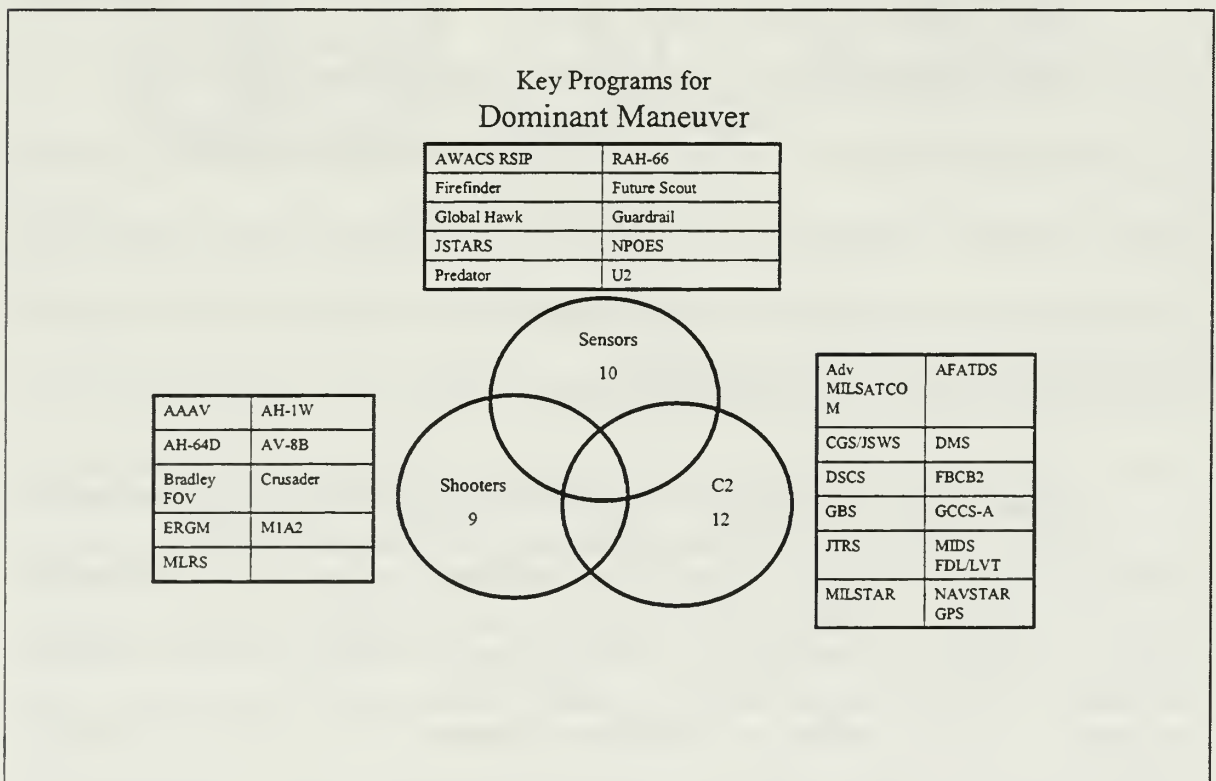 Key Programs for
Dominant Maneuver
AWACS RSIP RAH-66
Firefinder Future Scout
Global Hawk Guardrail
JSTARS NPOES
Predator U2
Sensors
10
AAAV AH-1W
AH-64D AV-8B
Bradley Crusader
FOV
ERGM M1A2
MLRS
Shooters
9
C2
12
Adv AFATDS
MILSATCO
M
CGS/JSWS DMS
DSCS FBCB2
GBS GCCS-A
JTRS MIDS
FDL/LVT
MILSTAR NAVSTAR
GPS